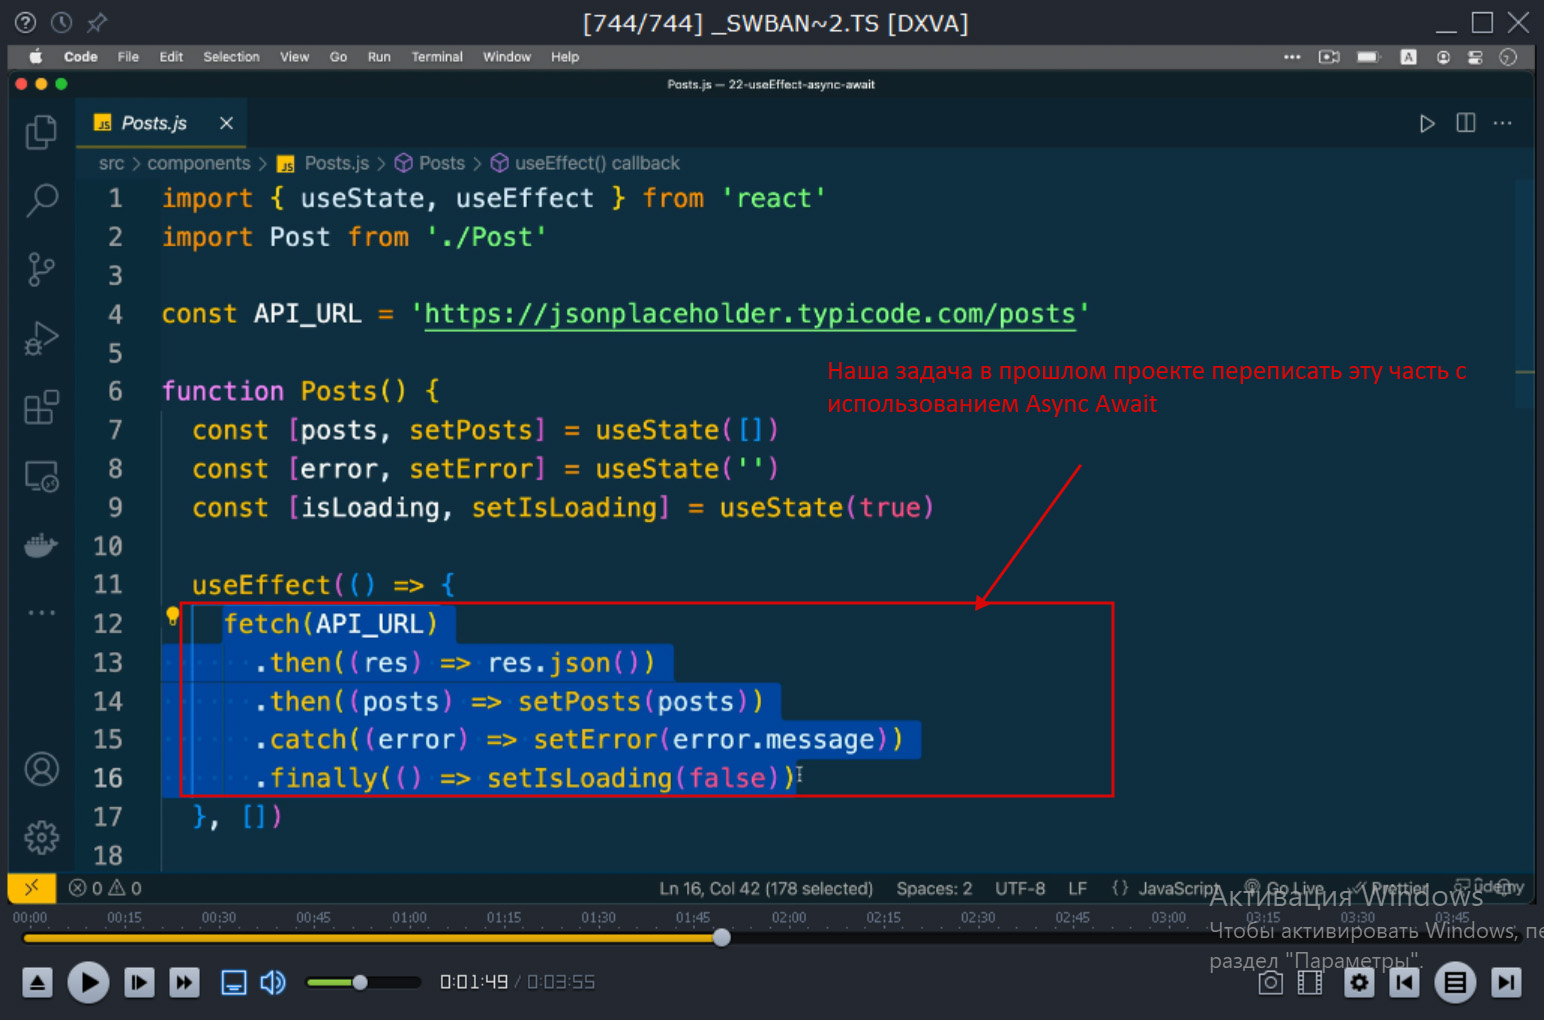 [744/744] _SWBAN~2.TS [DXVA]
Code File Edit Selection View Go Run Terminal Window Help
A
Posts.js — 22-useEffect-async-await
JS Posts.js
src > components > JS Posts.js > Posts > useEffect() callback
1 import { useState, useEffect } from 'react'
2 import Post from './Post'
3
4 const API_URL = 'https://jsonplaceholder.typicode.com/posts'
5
Наша задача в прошлом проекте переписать эту часть с
использованием Async Await
6 function Posts() {
7 const [posts, setPosts] = useState([])
8 const [error, setError] = useState('')
9 const [isLoading, setIsLoading] = useState(true)
10
11 useEffect(() => {
12 fetch(API_URL)
13 .then((res) => res.json())
14 .then((posts) => setPosts(posts))
15 .catch((error) => setError(error.message))
16 .finally(() => setIsLoading(false))
17 }, [])
18
0 0 Ln 16, Col 42 (178 selected) Spaces: 2 UTF-8 LF {} JavaScript Go Live Prettier ûdemy
Активация Windows
Чтобы активировать Windows,
раздел "Параметры".
00:00 00:15 00:30 00:45 01:00 01:15 01:30 01:45 02:00 02:15 02:30 02:45 03:00 03:15 03:30 03:45
0:01:49 / 0:03:55